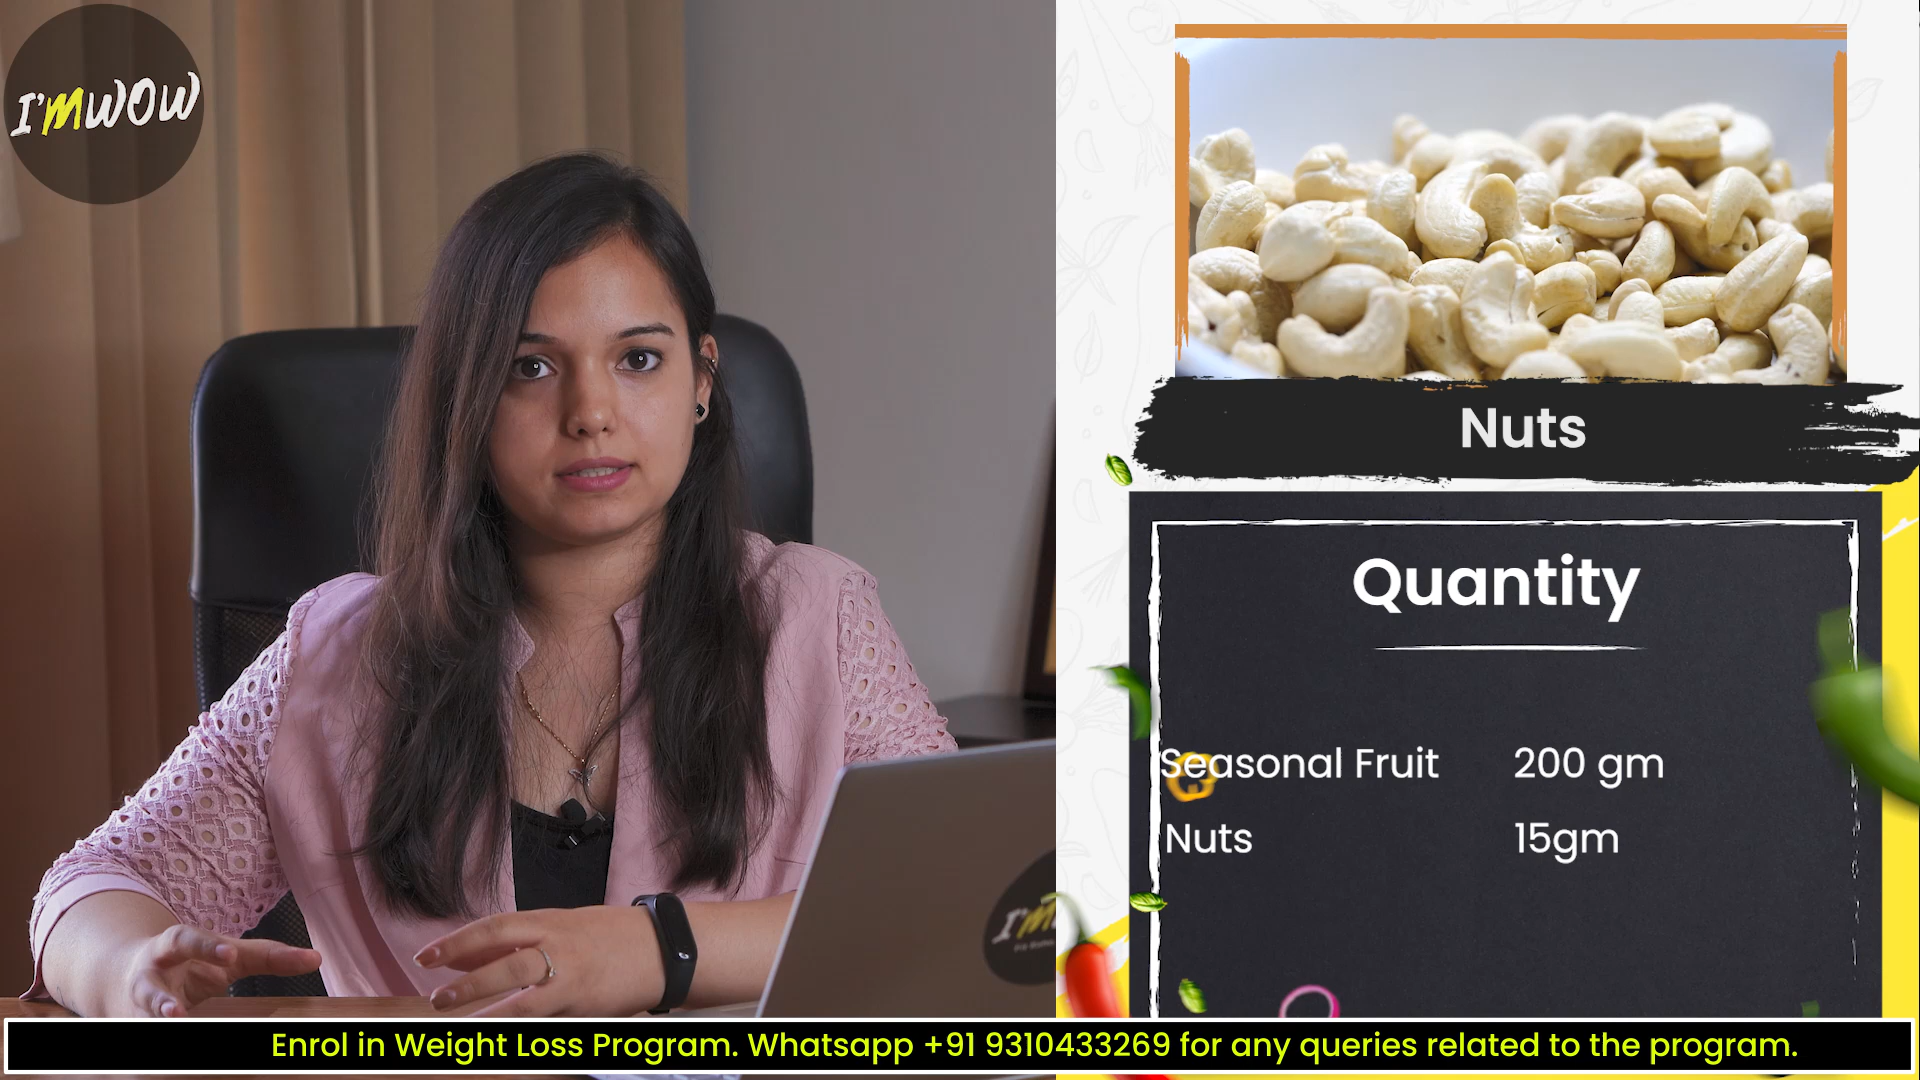 I'MWOW
Nuts
Quantity
Seasonal Fruit 200 gm
Nuts 15gm
I'M
Enrol in Weight Loss Program. Whatsapp +91 9310433269 for any queries related to the program.